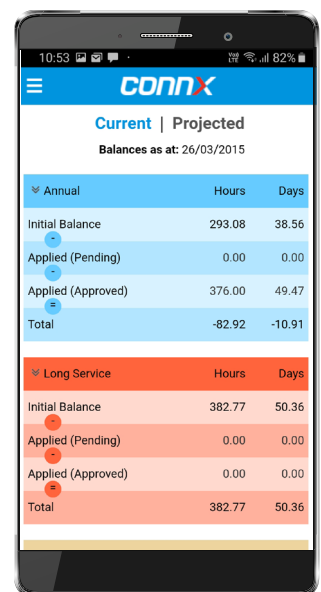 10:53 Vo) LTE 82%
connx
Current | Projected
Balances as at: 26/03/2015
Annual Hours Days
Initial Balance 293.08 38.56
-
Applied (Pending) 0.00 0.00
-
Applied (Approved) 376.00 49.47
=
Total -82.92 -10.91
Long Service Hours Days
Initial Balance 382.77 50.36
-
Applied (Pending) 0.00 0.00
-
Applied (Approved) 0.00 0.00
=
Total 382.77 50.36